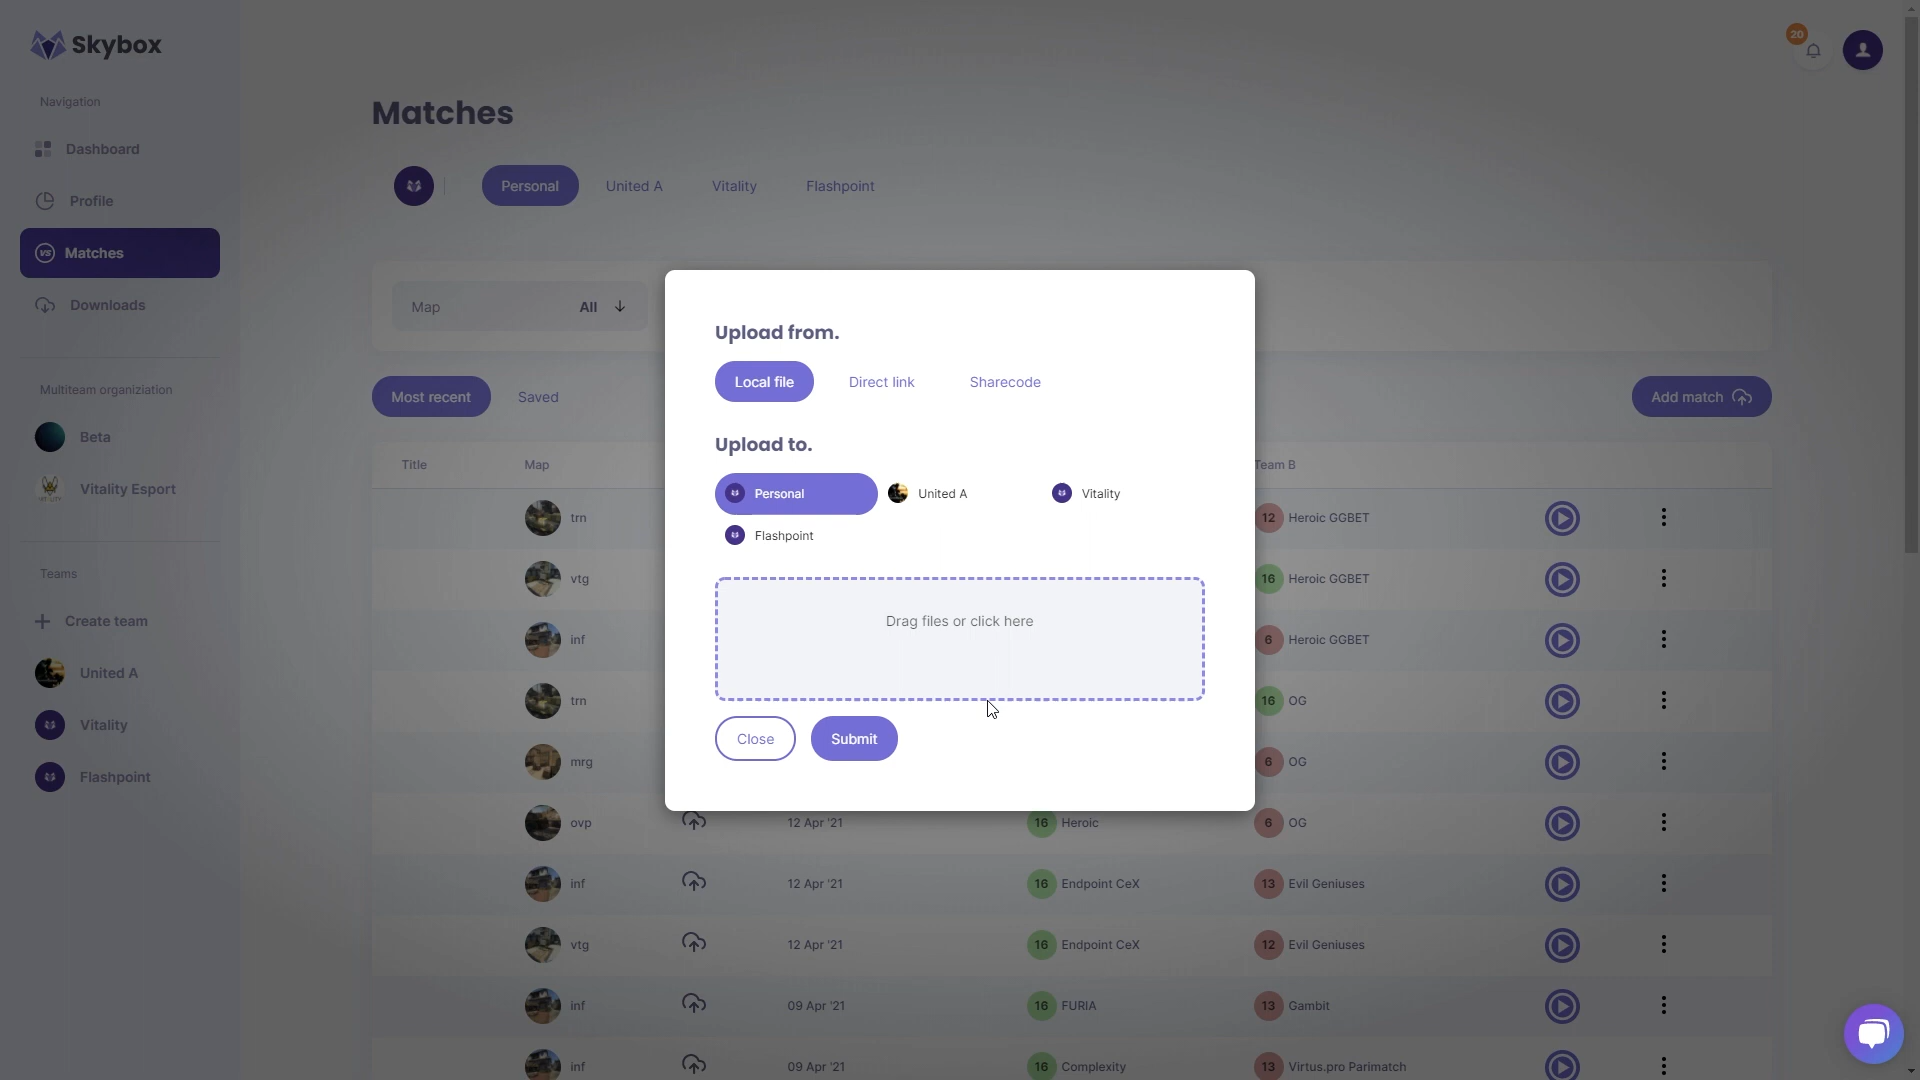 Skybox
20
Navigation
Dashboard
Profile
VS Matches
Downloads
Multiteam organiziation
Beta
Vitality Esport
Teams
Create team
United A
Vitality
Flashpoint
Matches
Personal United A Vitality Flashpoint
Map All
Most recent Saved
Add match
Title Map Team B
trn 12 Heroic GGBET
vtg 16 Heroic GGBET
inf 6 Heroic GGBET
trn 16 OG
mrg 6 OG
ovp 12 Apr '21 16 Heroic 6 OG
inf 12 Apr '21 16 Endpoint CeX 13 Evil Geniuses
vtg 12 Apr '21 16 Endpoint CeX 12 Evil Geniuses
inf 09 Apr '21 16 FURIA 13 Gambit
inf 09 Apr '21 16 Complexity 13 Virtus.pro Parimatch
Upload from.
Local file Direct link Sharecode
Upload to.
Personal United A Vitality
Flashpoint
Drag files or click here
Close Submit